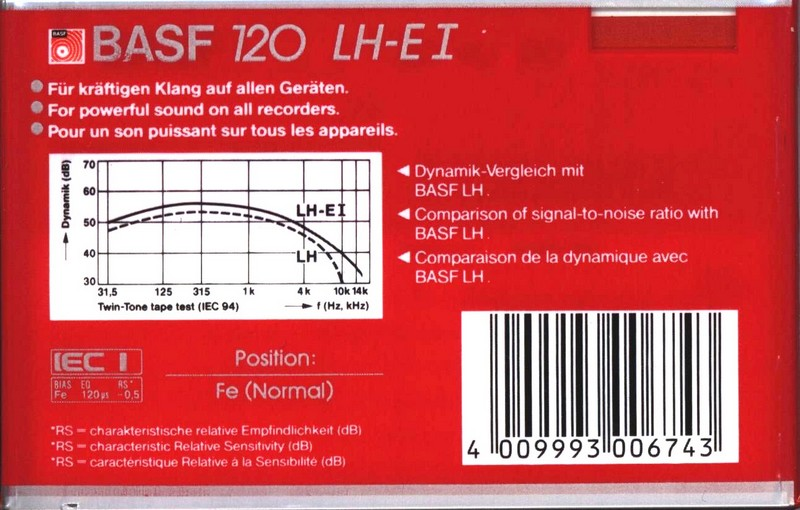 BASF
BASF 120 LH-E I
Für kräftigen Klang auf allen Geräten.
For powerful sound on all recorders.
Pour un son puissant sur tous les appareils.
Dynamik (dB)
70
60
50
40
30
LH-E I
LH
31,5 125 315 1k 4k 10k 14k
Twin-Tone tape test (IEC 94) f (Hz, kHz)
Dynamik-Vergleich mit
BASF LH.
Comparison of signal-to-noise ratio with
BASF LH.
Comparaison de la dynamique avec
BASF LH.
IEC I
BIAS EQ RS*
Fe 120µs -0,5
Position:
Fe (Normal)
*RS = charakteristische relative Empfindlichkeit (dB)
*RS = characteristic Relative Sensitivity (dB)
*RS = caractéristique Relative à la Sensibilité (dB)
4 009993 006743